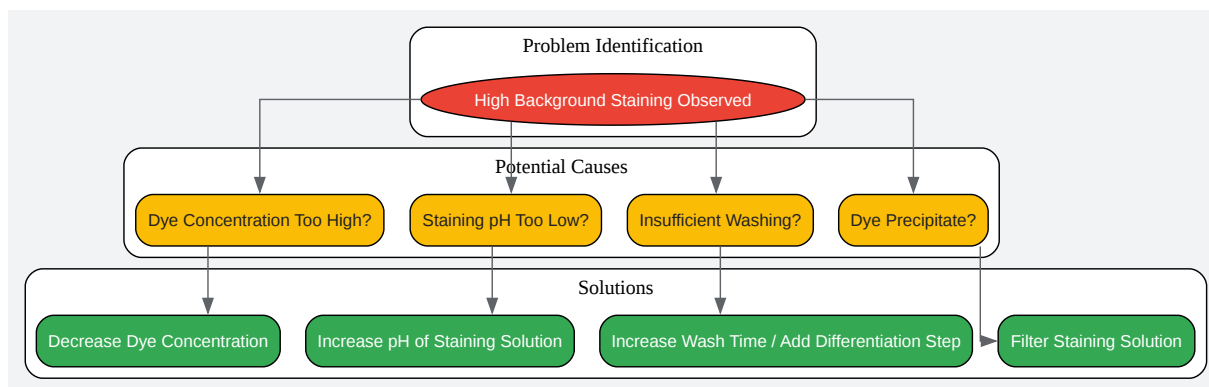 Problem Identification
High Background Staining Observed
Potential Causes
Dye Concentration Too High?
Staining pH Too Low?
Insufficient Washing?
Dye Precipitate?
Solutions
Decrease Dye Concentration
Increase pH of Staining Solution
Increase Wash Time / Add Differentiation Step
Filter Staining Solution